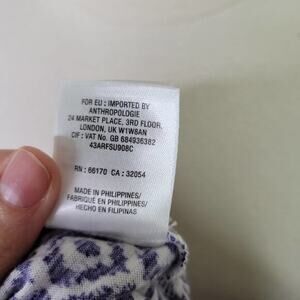 FOR EU : IMPORTED BY
ANTHROPOLOGIE
24 MARKET PLACE, 3RD FLOOR,
LONDON, UK W1W8AN
CIF : VAT No. GB 684936382
43ARFSU908C
RN : 66170 CA : 32054
MADE IN PHILIPPINES/
FABRIQUÉ EN PHILIPPINES/
HECHO EN FILIPINAS